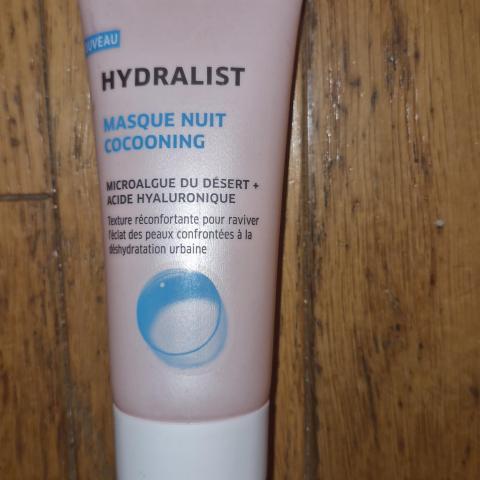 NOUVEAU
HYDRALIST
MASQUE NUIT
COCOONING
MICROALGUE DU DÉSERT +
ACIDE HYALURONIQUE
Texture réconfortante pour raviver
l'éclat des peaux confrontées à la
déshydratation urbaine